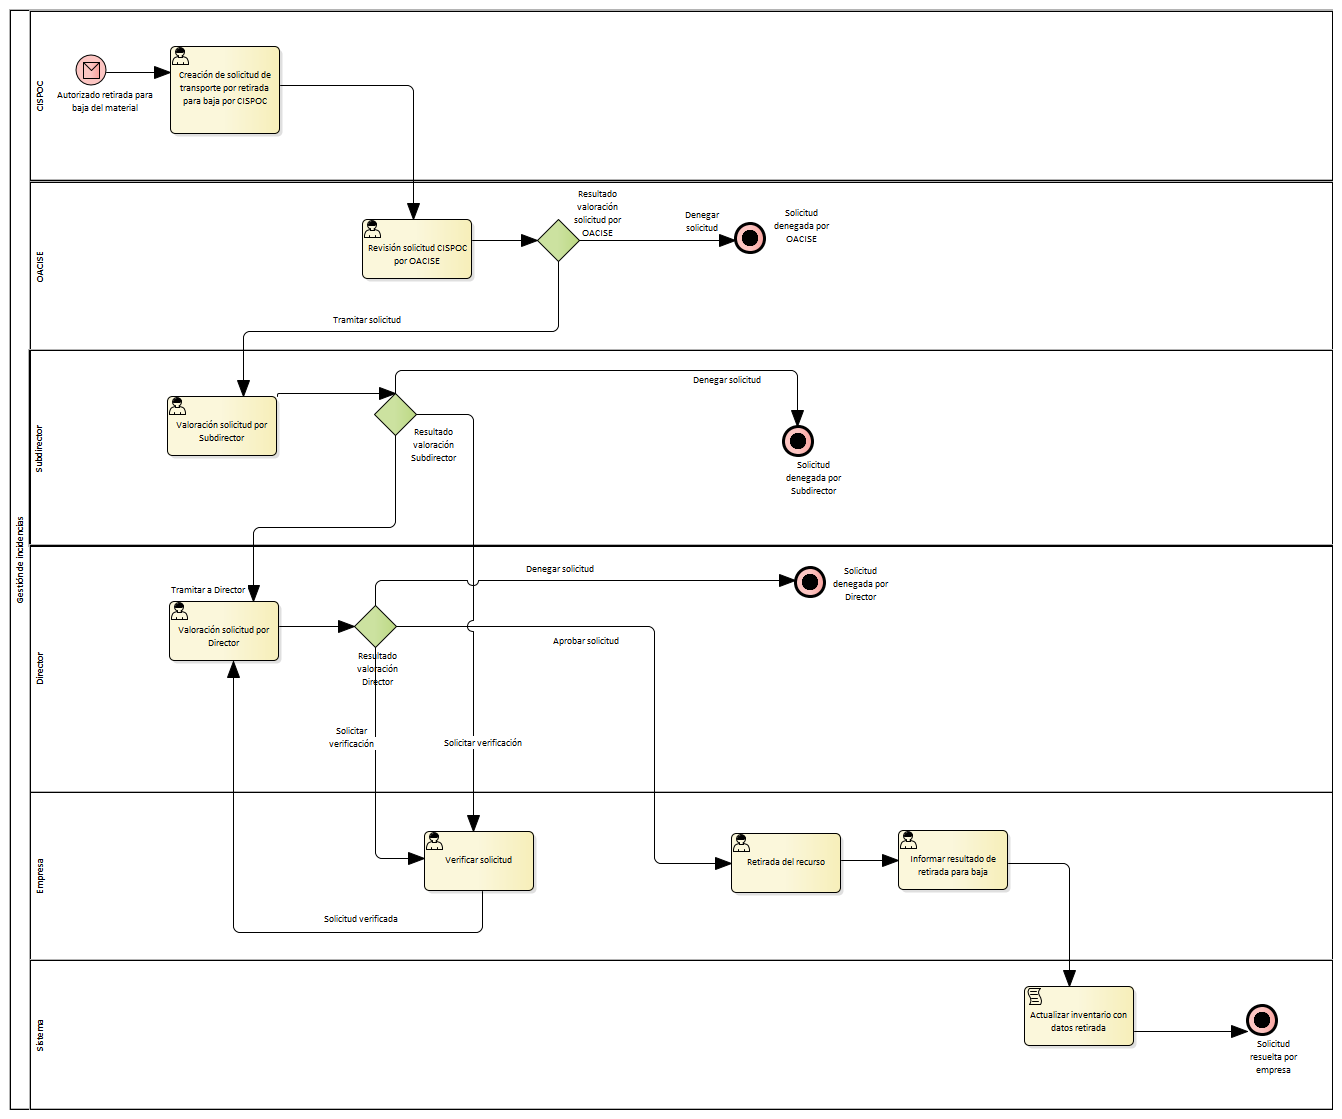 Gestión de incidencias
CISPOC
Autorizado retirada para
baja del material
Creación de solicitud de
transporte por retirada
para baja por CISPOC
OACISE
Revisión solicitud CISPOC
por OACISE
Resultado
valoración
solicitud por
OACISE
Denegar
solicitud
Solicitud
denegada por
OACISE
Tramitar solicitud
Subdirector
Valoración solicitud por
Subdirector
Resultado
valoración
Subdirector
Denegar solicitud
Solicitud
denegada por
Subdirector
Director
Tramitar a Director
Valoración solicitud por
Director
Resultado
valoración
Director
Denegar solicitud
Solicitud
denegada por
Director
Aprobar solicitud
Solicitar
verificación
Solicitar verificación
Empresa
Verificar solicitud
Solicitud verificada
Retirada del recurso
Informar resultado de
retirada para baja
Sistema
Actualizar inventario con
datos retirada
Solicitud
resuelta por
empresa